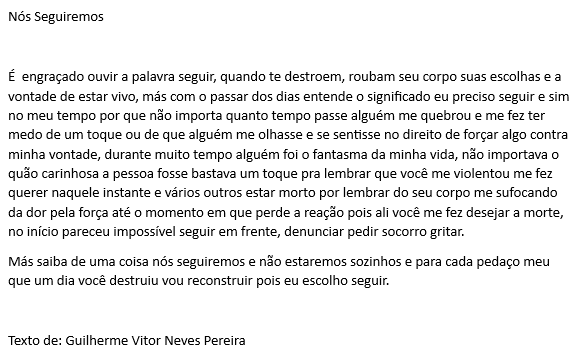 Nós Seguiremos
É  engraçado ouvir a palavra seguir, quando te destroem, roubam seu corpo suas escolhas e a
vontade de estar vivo, más com o passar dos dias entende o significado eu preciso seguir e sim
no meu tempo por que não importa quanto tempo passe alguém me quebrou e me fez ter
medo de um toque ou de que alguém me olhasse e se sentisse no direito de forçar algo contra
minha vontade, durante muito tempo alguém foi o fantasma da minha vida, não importava o
quão carinhosa a pessoa fosse bastava um toque pra lembrar que você me violentou me fez
querer naquele instante e vários outros estar morto por lembrar do seu corpo me sufocando
da dor pela força até o momento em que perde a reação pois ali você me fez desejar a morte,
no início pareceu impossível seguir em frente, denunciar pedir socorro gritar.
Más saiba de uma coisa nós seguiremos e não estaremos sozinhos e para cada pedaço meu
que um dia você destruiu vou reconstruir pois eu escolho seguir.
Texto de: Guilherme Vitor Neves Pereira